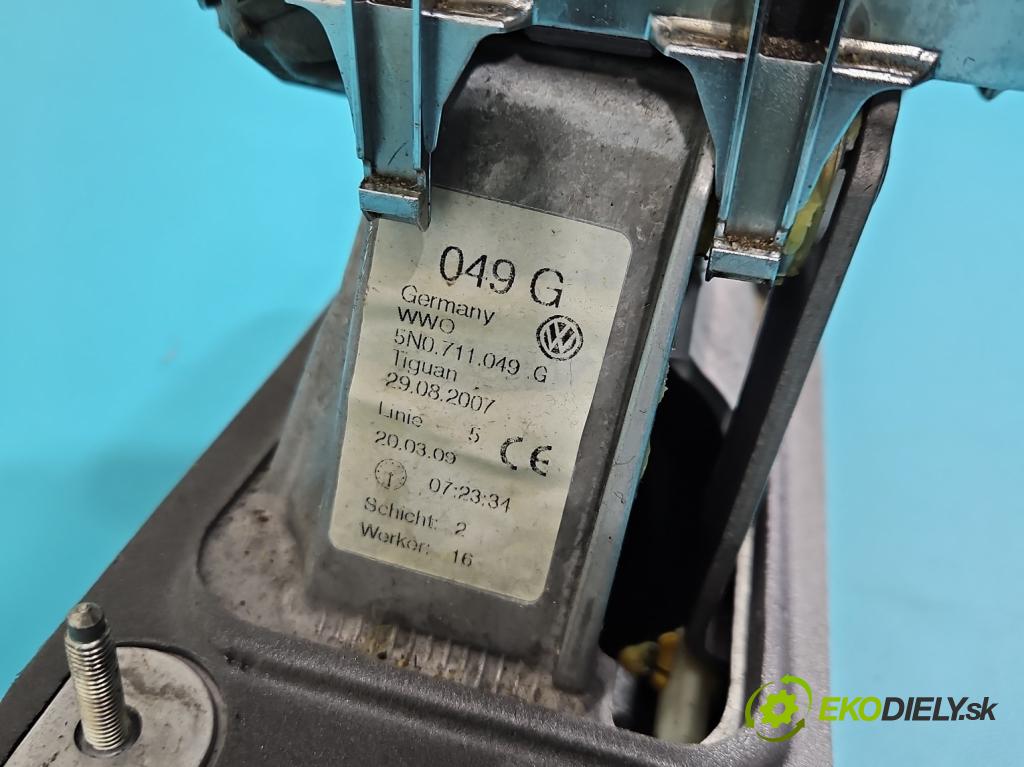 049 G
Germany
WWO
5N0.711.049 G
Tiguan
29.08.2007
Linie 5
20.03.09
07:23:34
Schicht: 2
Werker: 16
EKODIELY.sk